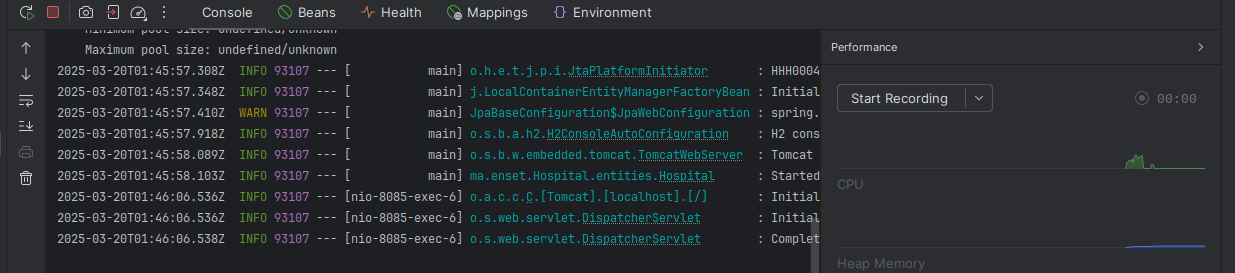 Console Beans Health Mappings Environment
Minimum pool size: undefined/unknown
Maximum pool size: undefined/unknown
2025-03-20T01:45:57.308Z  INFO 93107 --- [           main] o.h.e.t.j.p.i.JtaPlatformInitiator       : HHH0004
2025-03-20T01:45:57.348Z  INFO 93107 --- [           main] j.LocalContainerEntityManagerFactoryBean : Initial
2025-03-20T01:45:57.410Z  WARN 93107 --- [           main] JpaBaseConfiguration$JpaWebConfiguration : spring.
2025-03-20T01:45:57.918Z  INFO 93107 --- [           main] o.s.b.a.h2.H2ConsoleAutoConfiguration    : H2 cons
2025-03-20T01:45:58.089Z  INFO 93107 --- [           main] o.s.b.w.embedded.tomcat.TomcatWebServer  : Tomcat
2025-03-20T01:45:58.103Z  INFO 93107 --- [           main] ma.enset.Hospital.entities.Hospital      : Started
2025-03-20T01:46:06.536Z  INFO 93107 --- [nio-8085-exec-6] o.a.c.c.C.[Tomcat].[localhost].[/]       : Initial
2025-03-20T01:46:06.536Z  INFO 93107 --- [nio-8085-exec-6] o.s.web.servlet.DispatcherServlet        : Initial
2025-03-20T01:46:06.538Z  INFO 93107 --- [nio-8085-exec-6] o.s.web.servlet.DispatcherServlet        : Complet
Performance
Start Recording 00:00
CPU
Heap Memory